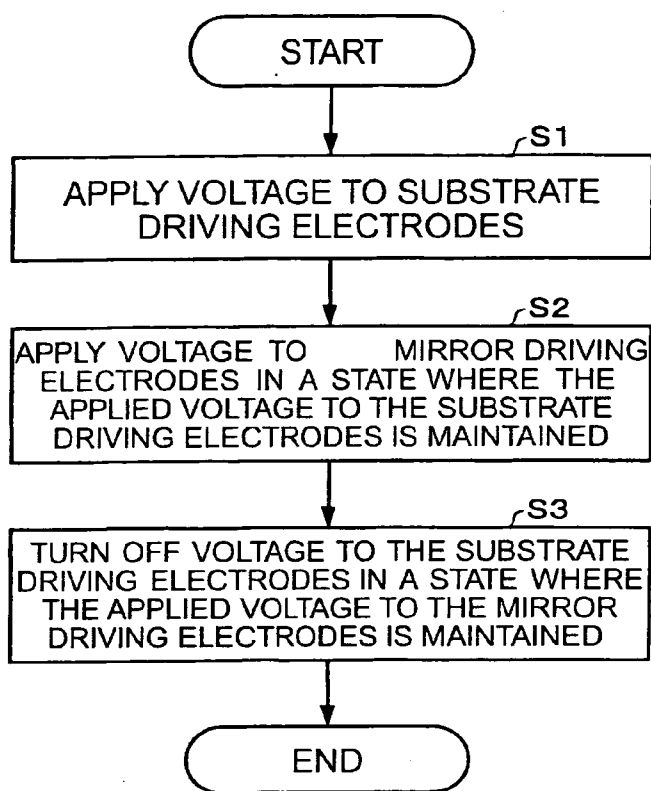 START
S1
APPLY VOLTAGE TO SUBSTRATE
DRIVING ELECTRODES
S2
APPLY VOLTAGE TO MIRROR DRIVING
ELECTRODES IN A STATE WHERE THE
APPLIED VOLTAGE TO THE SUBSTRATE
DRIVING ELECTRODES IS MAINTAINED
S3
TURN OFF VOLTAGE TO THE SUBSTRATE
DRIVING ELECTRODES IN A STATE WHERE
THE APPLIED VOLTAGE TO THE MIRROR
DRIVING ELECTRODES IS MAINTAINED
END